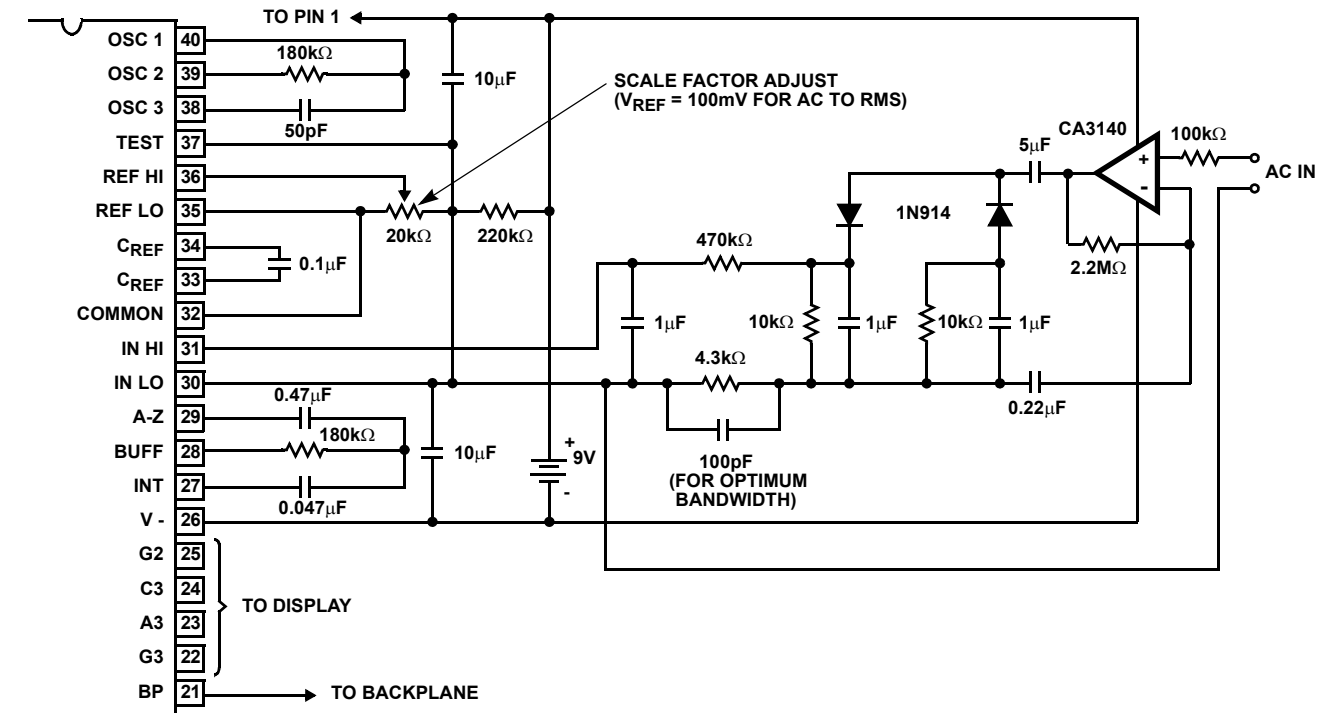 TO PIN 1
OSC 1 40
180kΩ
OSC 2 39
10µF
SCALE FACTOR ADJUST
(VREF = 100mV FOR AC TO RMS)
OSC 3 38
50pF
TEST 37
CA3140
100kΩ
5µF
+
-
AC IN
REF HI 36
REF LO 35
20kΩ
220kΩ
1N914
CREF 34
0.1µF
470kΩ
2.2MΩ
CREF 33
COMMON 32
1µF
10kΩ
1µF
10kΩ
1µF
IN HI 31
4.3kΩ
IN LO 30
0.47µF
0.22µF
A-Z 29
180kΩ
BUFF 28
10µF
+
9V
-
100pF
(FOR OPTIMUM
BANDWIDTH)
INT 27
0.047µF
V - 26
G2 25
C3 24
TO DISPLAY
A3 23
G3 22
BP 21
TO BACKPLANE